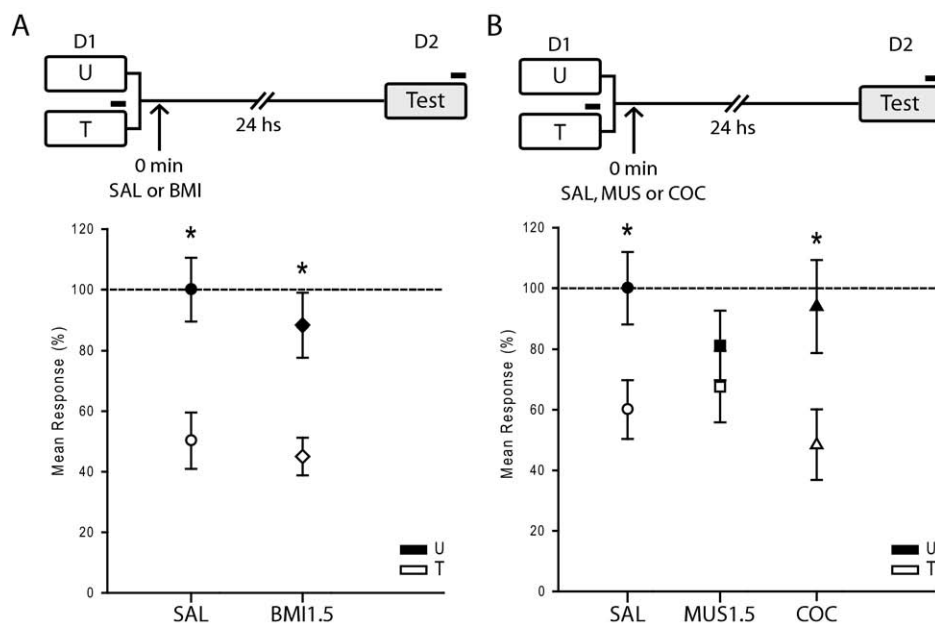 A
D1
D2
U
T
Test
24 hs
0 min
SAL or BMI
Mean Response (%)
120
100
80
60
40
20
0
*
*
U
T
SAL BMI1.5
B
D1
D2
U
T
Test
24 hs
0 min
SAL, MUS or COC
Mean Response (%)
120
100
80
60
40
20
0
*
*
U
T
SAL MUS1.5 COC